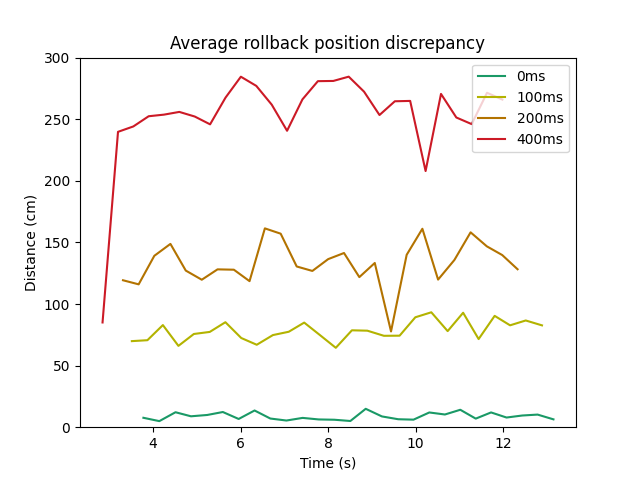 Average rollback position discrepancy
300
250
200
150
100
50
0
Distance (cm)
4
6
8
10
12
Time (s)
0ms
100ms
200ms
400ms